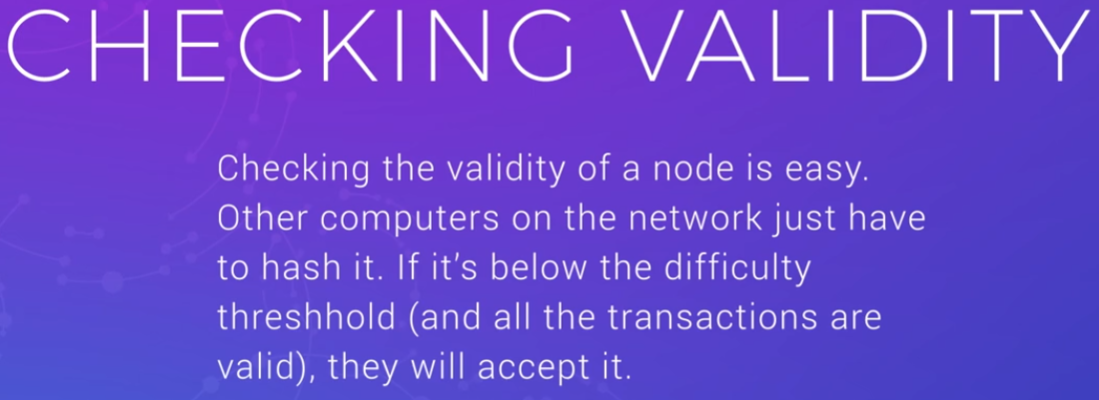 CHECKING VALIDITY
Checking the validity of a node is easy.
Other computers on the network just have
to hash it. If it's below the difficulty
threshhold (and all the transactions are
valid), they will accept it.